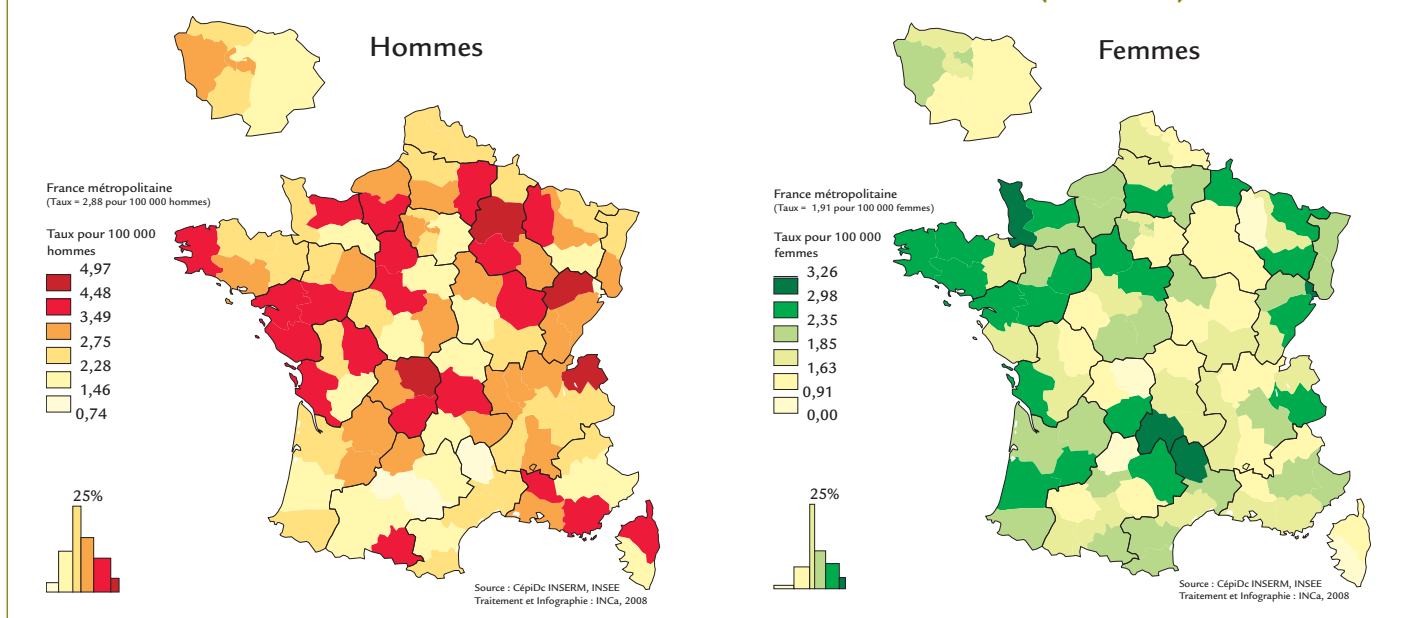 Hommes
France métropolitaine
(Taux = 2,88 pour 100 000 hommes)
Taux pour 100 000
hommes
4,97
4,48
3,49
2,75
2,28
1,46
0,74
25%
Source : CépiDc INSERM, INSEE
Traitement et Infographie : INCa, 2008
Femmes
France métropolitaine
(Taux = 1,91 pour 100 000 femmes)
Taux pour 100 000
femmes
3,26
2,98
2,35
1,85
1,63
0,91
0,00
25%
Source : CépiDc INSERM, INSEE
Traitement et Infographie : INCa, 2008